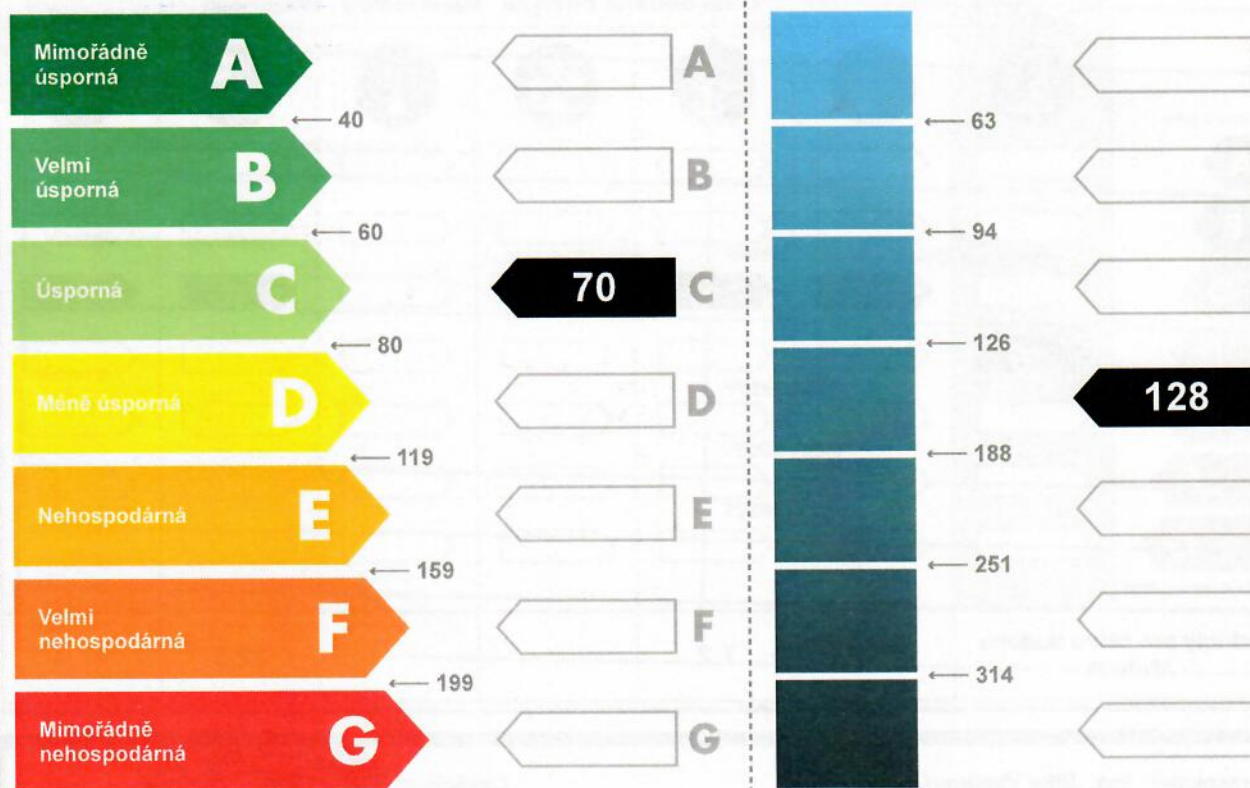 Mimořádně
úsporná
A
A
40
63
Velmi
úsporná
B
B
60
94
Úsporná
C
70
C
80
126
Méně úsporná
D
D
128
119
188
Nehospodárná
E
E
159
251
Velmi
nehospodárná
F
F
199
314
Mimořádně
nehospodárná
G
G